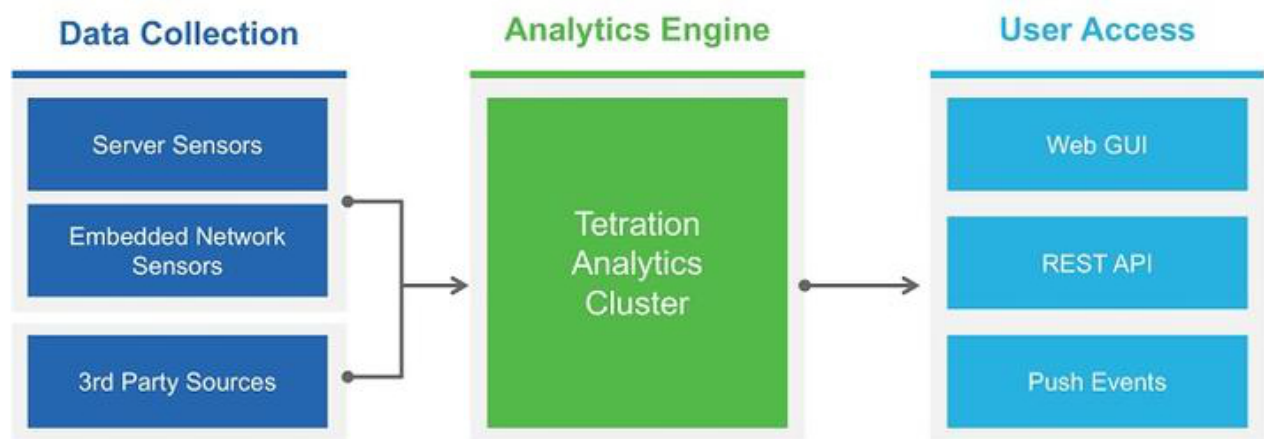 Data Collection
Server Sensors
Embedded Network
Sensors
3rd Party Sources
Analytics Engine
Tetration
Analytics
Cluster
User Access
Web GUI
REST API
Push Events